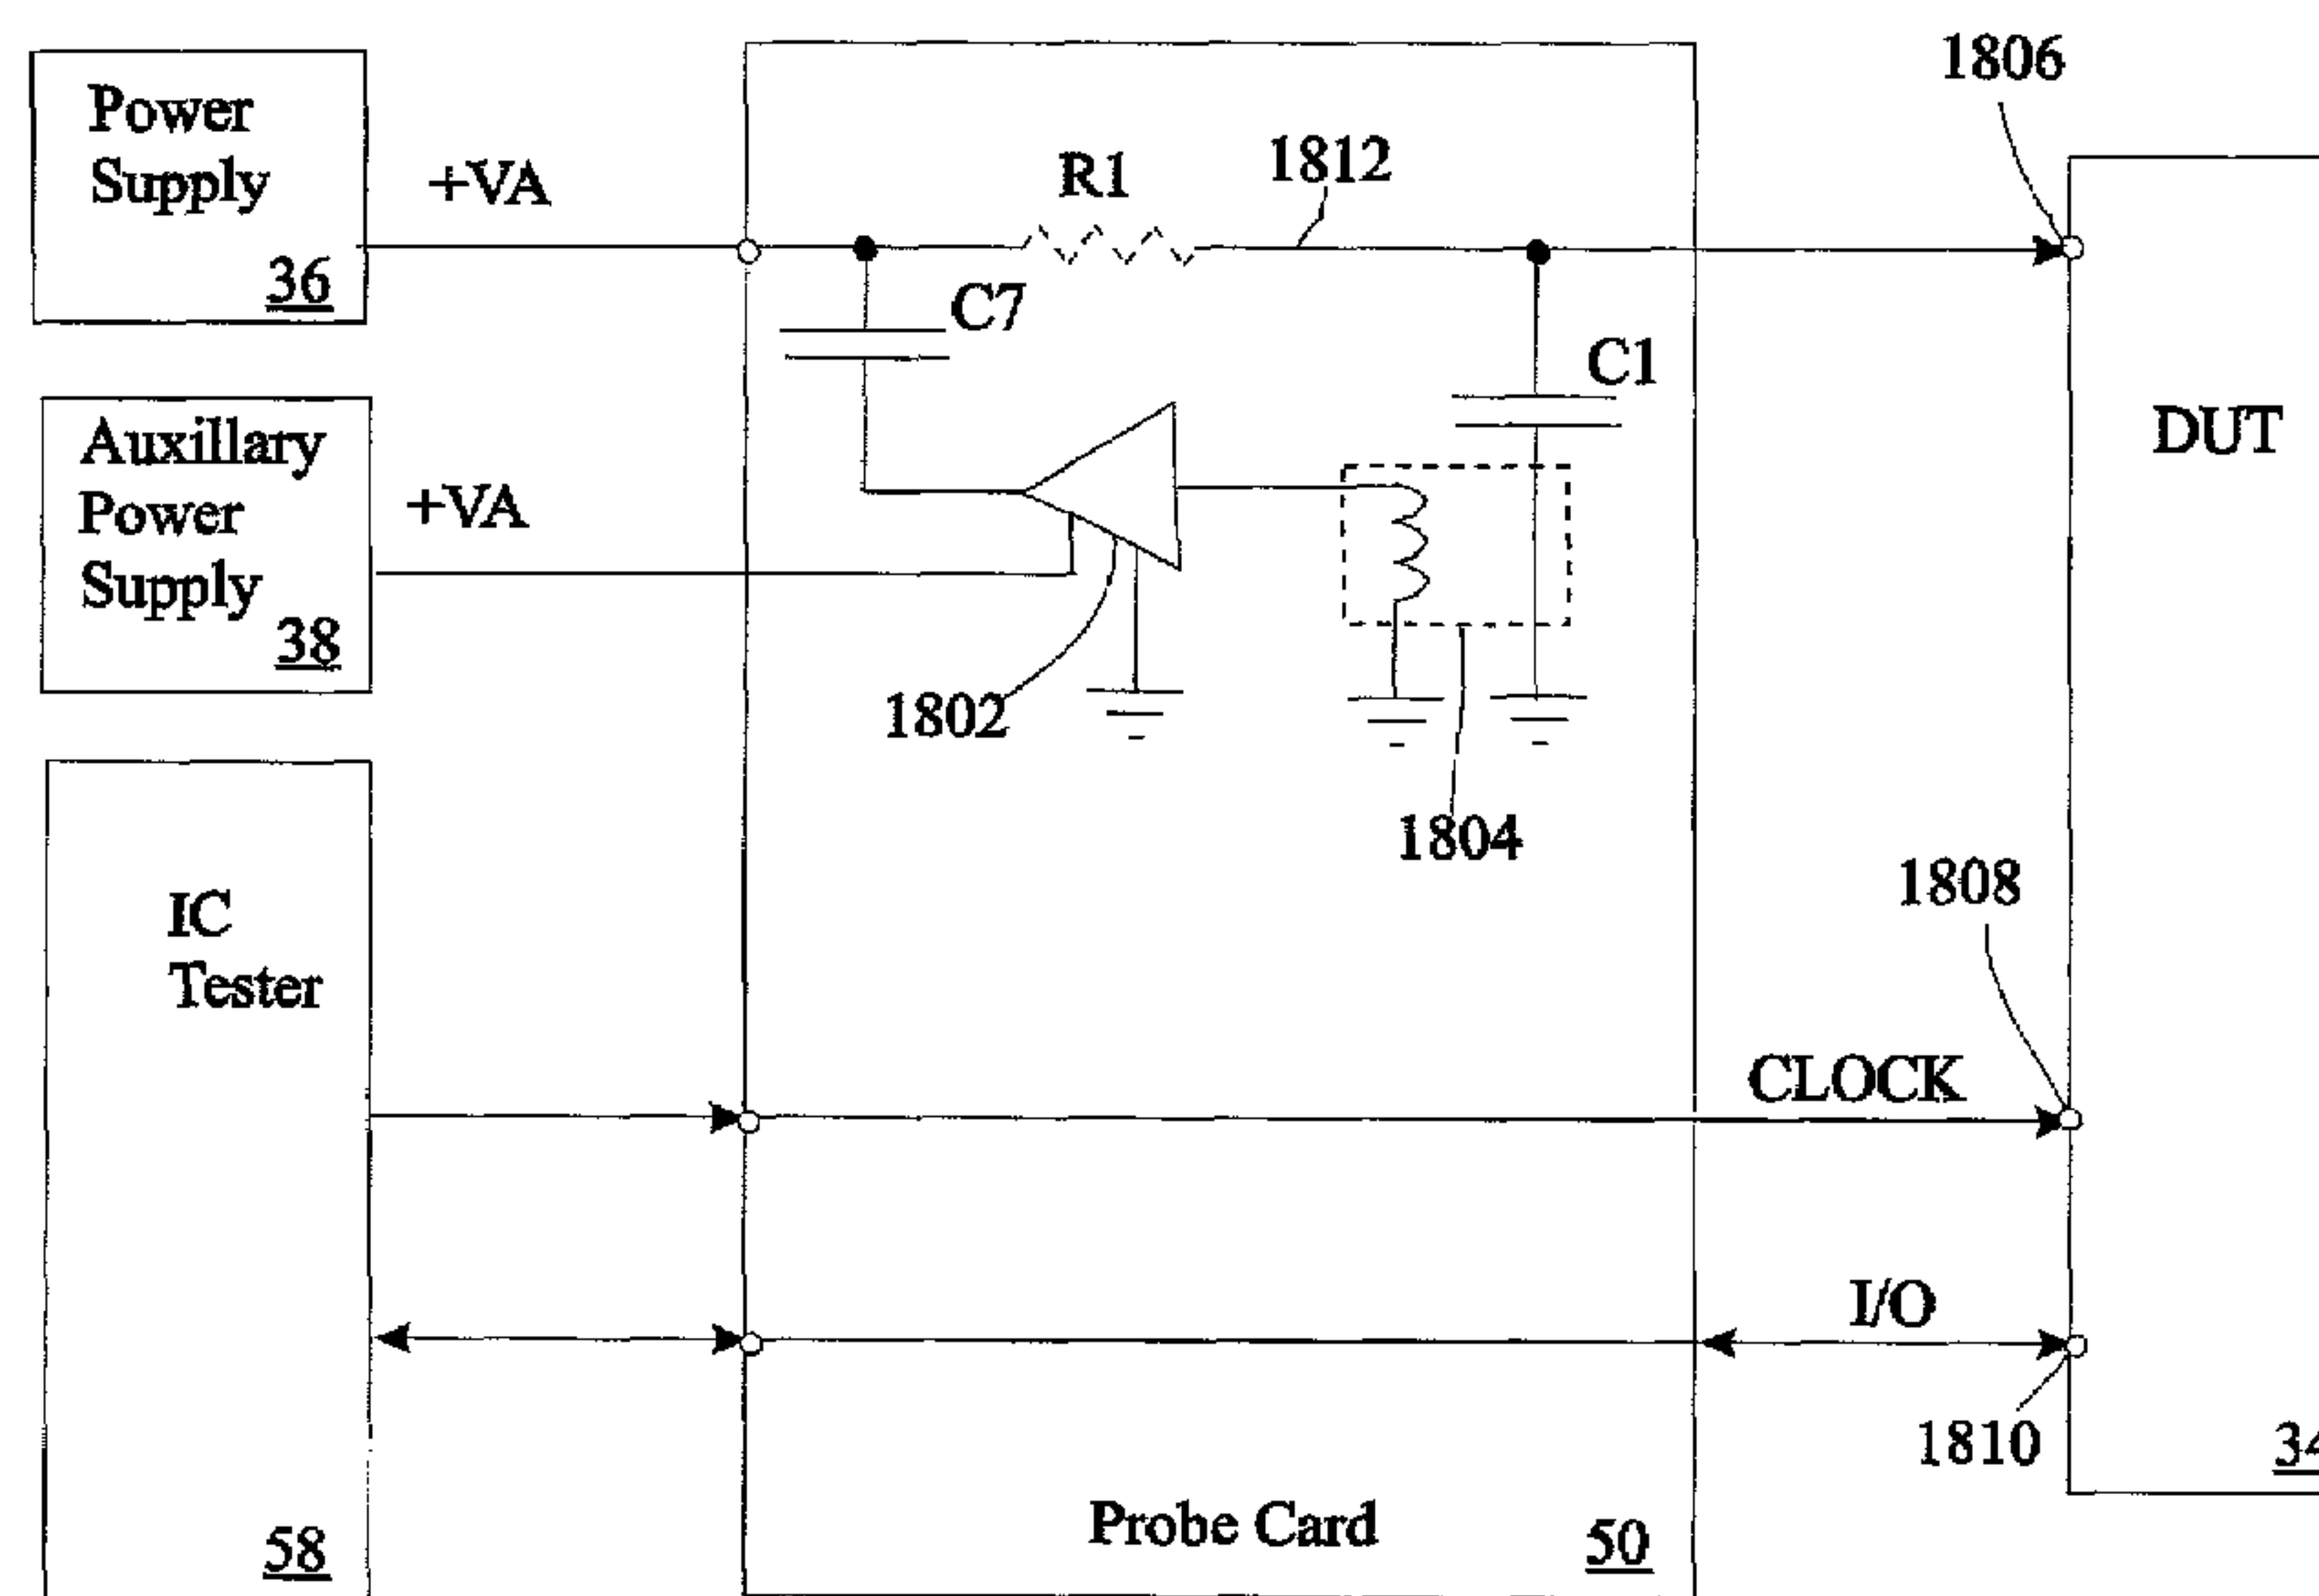 Power
Supply
36
+VA
R1
1812
1806
C7
C1
DUT
Auxillary
Power
Supply
38
+VA
1802
1804
IC
Tester
58
1808
CLOCK
I/O
1810
34
Probe Card
50